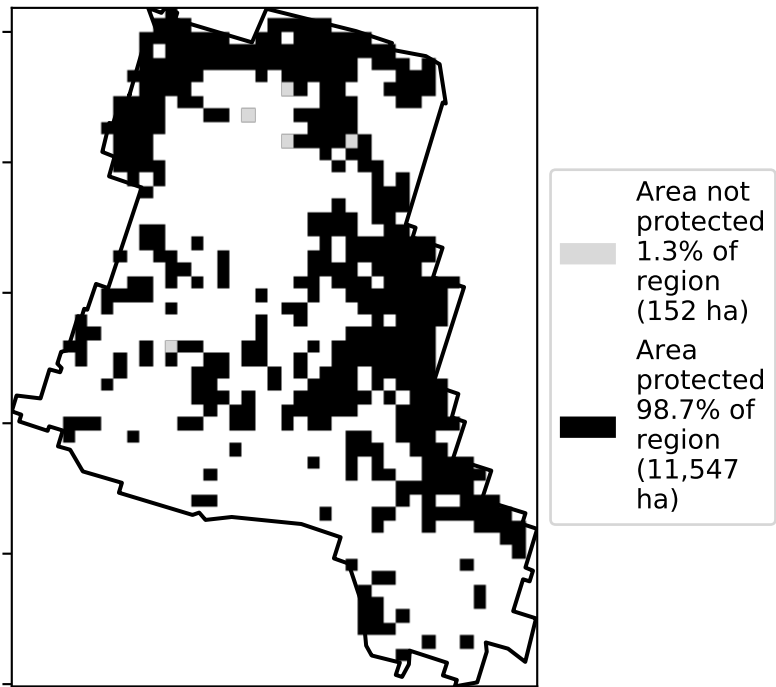 Area not
protected
1.3% of
region
(152 ha)
Area
protected
98.7% of
region
(11,547
ha)